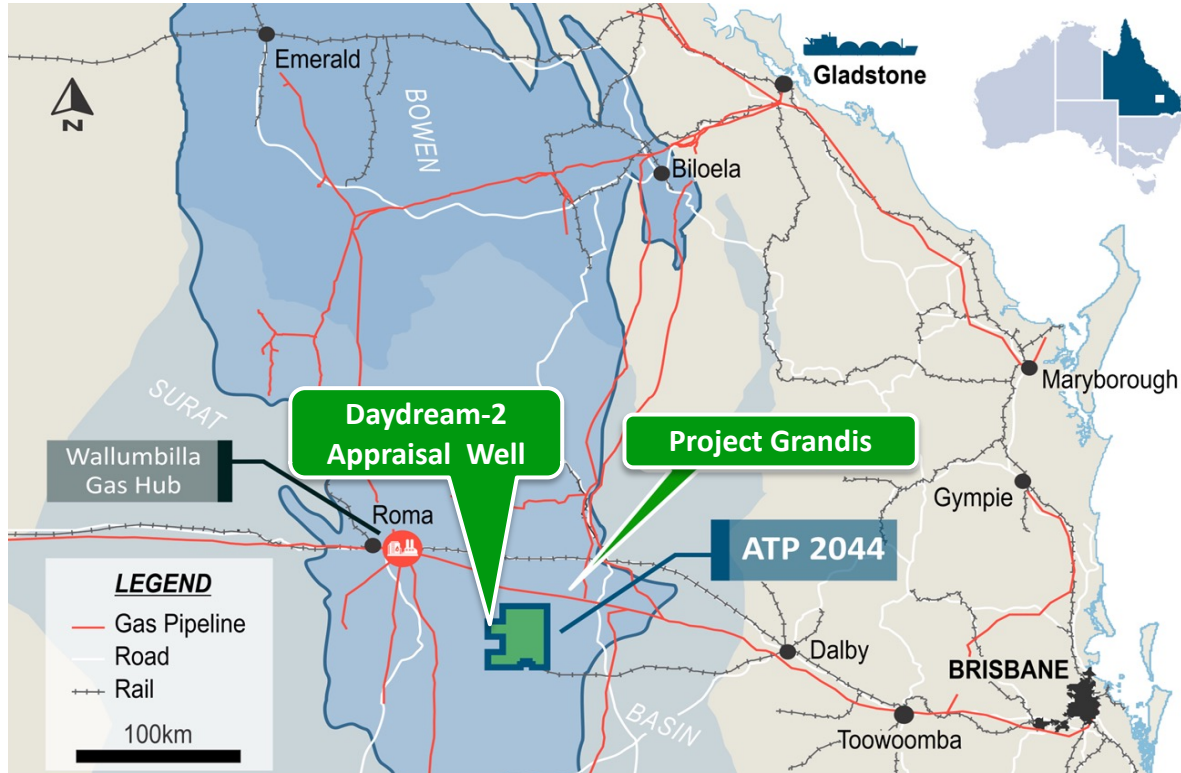 Emerald
BOWEN
Gladstone
N
Biloela
Maryborough
SURAT
Daydream-2
Appraisal Well
Project Grandis
Wallumbilla
Gas Hub
Gympie
Roma
ATP 2044
LEGEND
Gas Pipeline
Road
Rail
100km
Dalby
BRISBANE
BASIN
Toowoomba